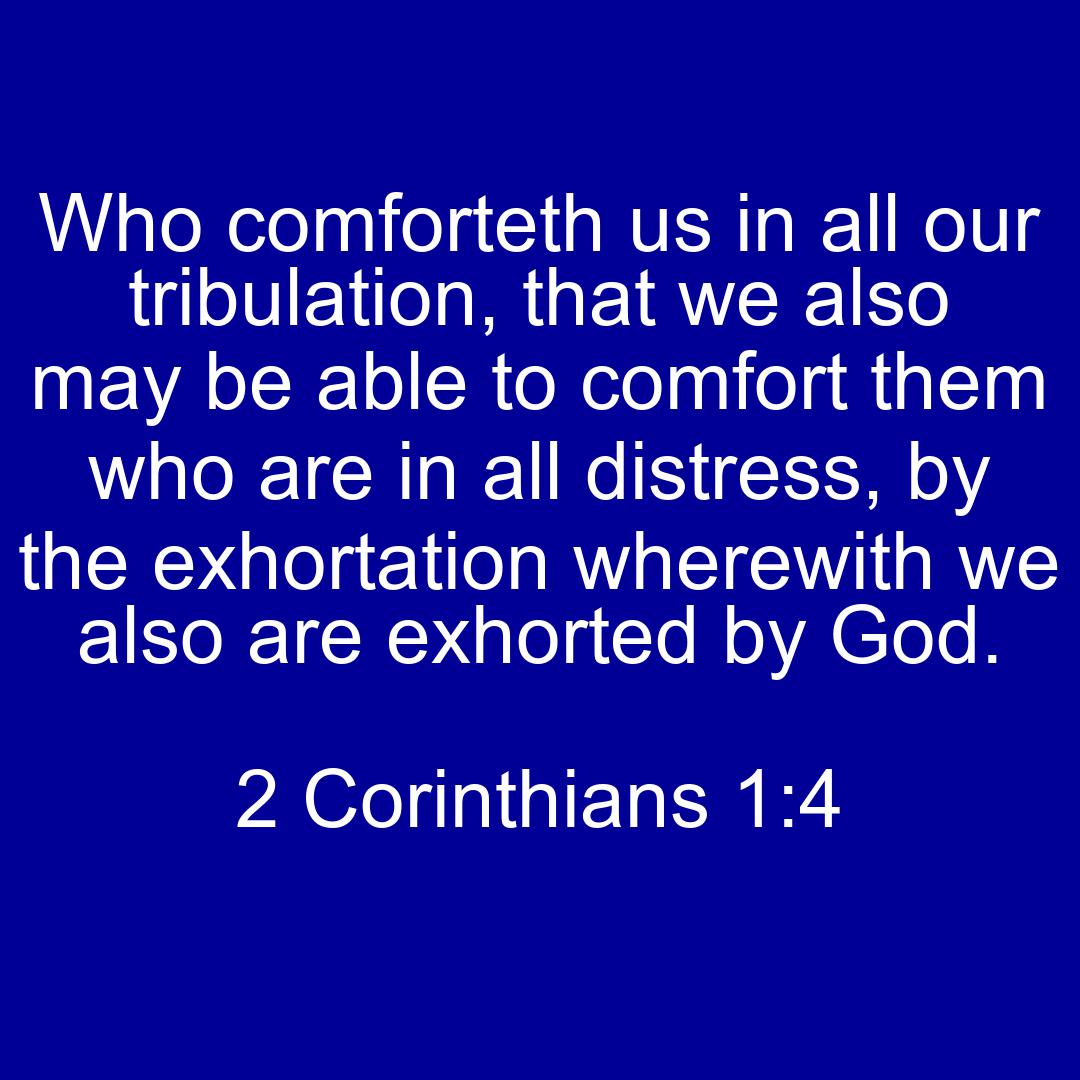 Who comforteth us in all our
tribulation, that we also
may be able to comfort them
who are in all distress, by
the exhortation wherewith we
also are exhorted by God.
2 Corinthians 1:4